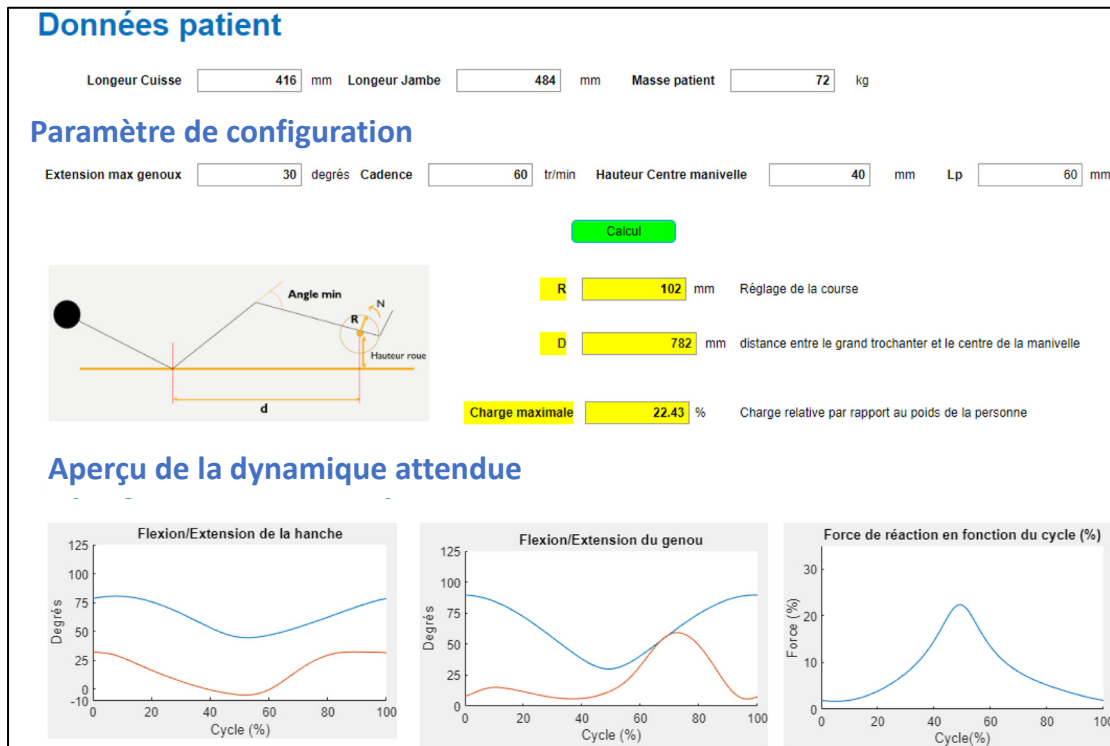 Données patient
Longeur Cuisse 416 mm Longeur Jambe 484 mm Masse patient 72 kg
Paramètre de configuration
Extension max genoux 30 degrés Cadence 60 tr/min Hauteur Centre manivelle 40 mm Lp 60 mm
Calcul
R 102 mm Réglage de la course
D 782 mm distance entre le grand trochanter et le centre de la manivelle
Charge maximale 22.43 % Charge relative par rapport au poids de la personne
Angle min
N
R
Hauteur roue
d
Aperçu de la dynamique attendue
Flexion/Extension de la hanche
125
100
75
50
25
0
-10
Degrés
0 20 40 60 80 100
Cycle (%)
Flexion/Extension du genou
125
100
75
50
25
0
Degrés
0 20 40 60 80 100
Cycle (%)
Force de réaction en fonction du cycle (%)
30
20
10
0
Force (%)
0 20 40 60 80 100
Cycle(%)